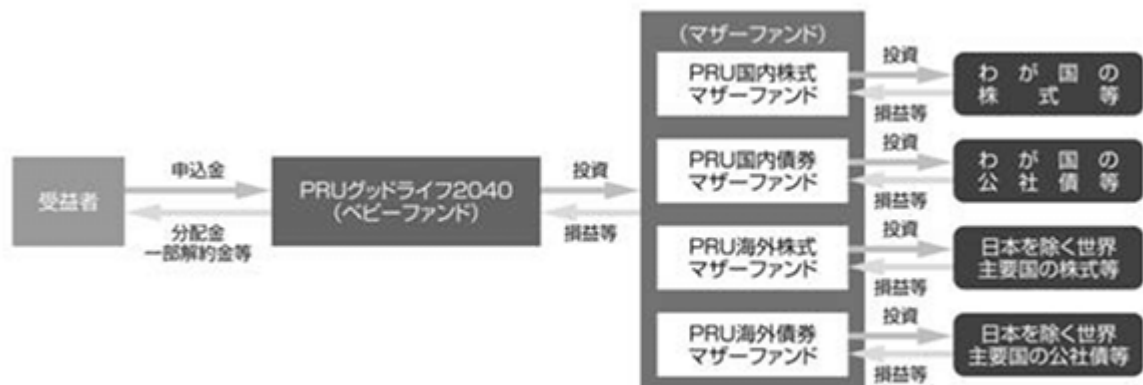 (マザーファンド)
PRU国内株式
マザーファンド
投資
損益等
わが国の
株式等
PRU国内債券
マザーファンド
投資
損益等
わが国の
公社債等
受益者
申込金
分配金
一部解約金等
PRUグッドライフ2040
(ベビーファンド)
投資
損益等
PRU海外株式
マザーファンド
投資
損益等
日本を除く世界
主要国の株式等
PRU海外債券
マザーファンド
投資
損益等
日本を除く世界
主要国の公社債等